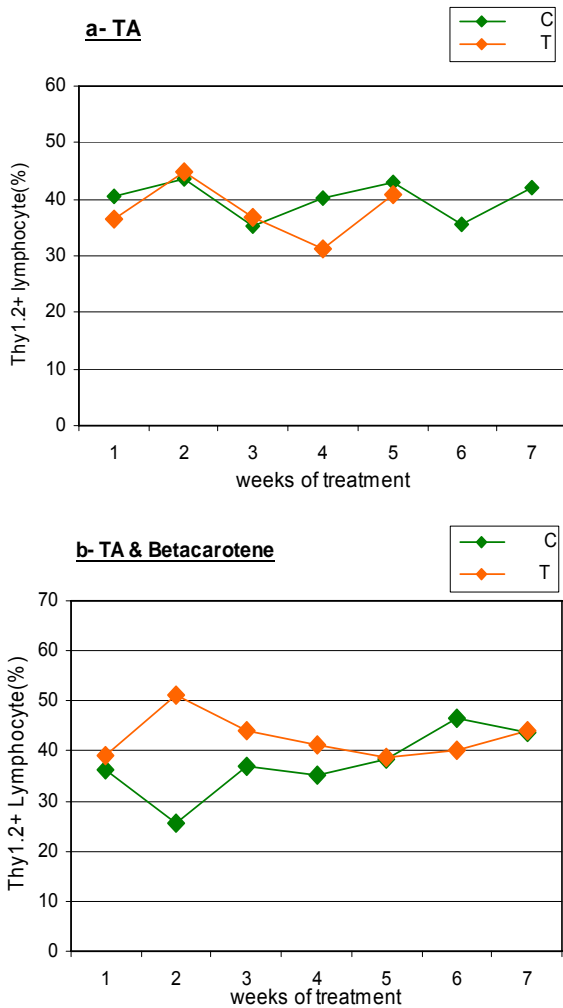 a- TA
C
T
60
50
40
30
20
10
0
Thy1.2+ lymphocyte(%)
1 2 3 4 5 6 7
weeks of treatment
b- TA & Betacarotene
C
T
70
60
50
40
30
20
10
0
Thy1.2+ Lymphocyte(%)
1 2 3 4 5 6 7
weeks of treatment